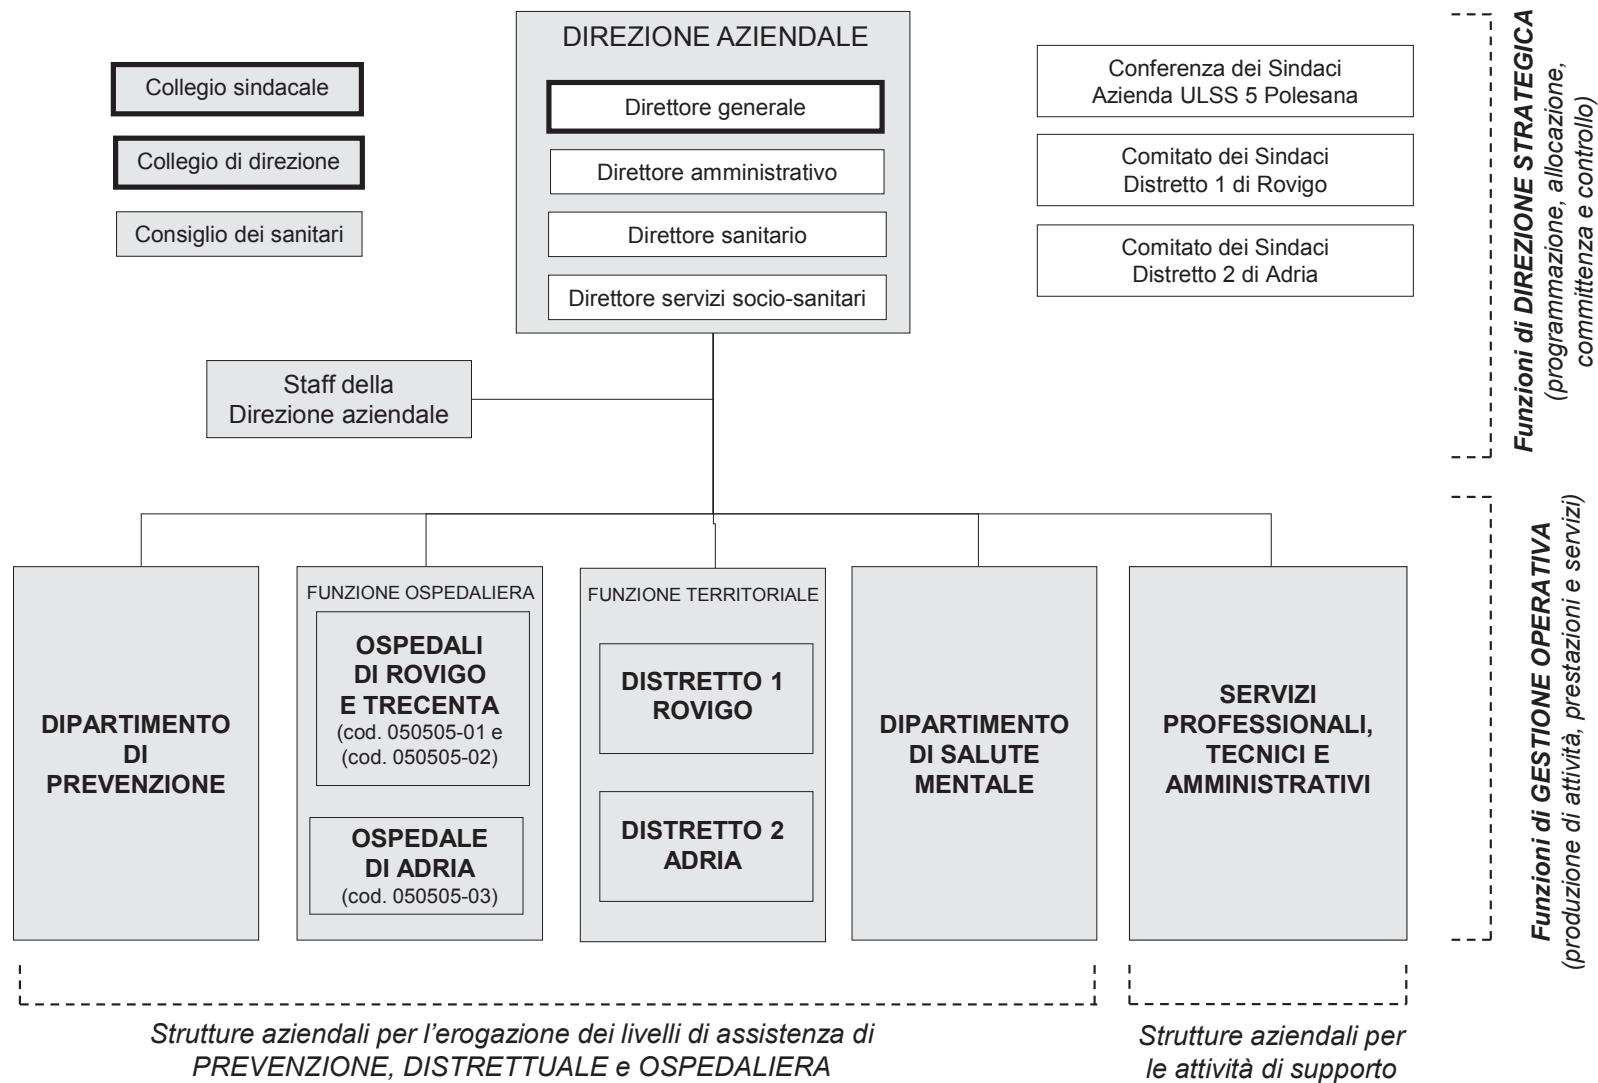 DIREZIONE AZIENDALE
Direttore generale
Direttore amministrativo
Direttore sanitario
Direttore servizi socio-sanitari
Collegio sindacale
Collegio di direzione
Consiglio dei sanitari
Conferenza dei Sindaci
Azienda ULSS 5 Polesana
Comitato dei Sindaci
Distretto 1 di Rovigo
Comitato dei Sindaci
Distretto 2 di Adria
Funzioni di DIREZIONE STRATEGICA
(programmazione, allocazione,
committenza e controllo)
Staff della
Direzione aziendale
DIPARTIMENTO
DI
PREVENZIONE
FUNZIONE OSPEDALIERA
OSPEDALI
DI ROVIGO
E TRECENTA
(cod. 050505-01 e
(cod. 050505-02)
OSPEDALE
DI ADRIA
(cod. 050505-03)
FUNZIONE TERRITORIALE
DISTRETTO 1
ROVIGO
DISTRETTO 2
ADRIA
DIPARTIMENTO
DI SALUTE
MENTALE
SERVIZI
PROFESSIONALI,
TECNICI E
AMMINISTRATIVI
Funzioni di GESTIONE OPERATIVA
(produzione di attività, prestazioni e servizi)
Strutture aziendali per l’erogazione dei livelli di assistenza di
PREVENZIONE, DISTRETTUALE e OSPEDALIERA
Strutture aziendali per
le attività di supporto